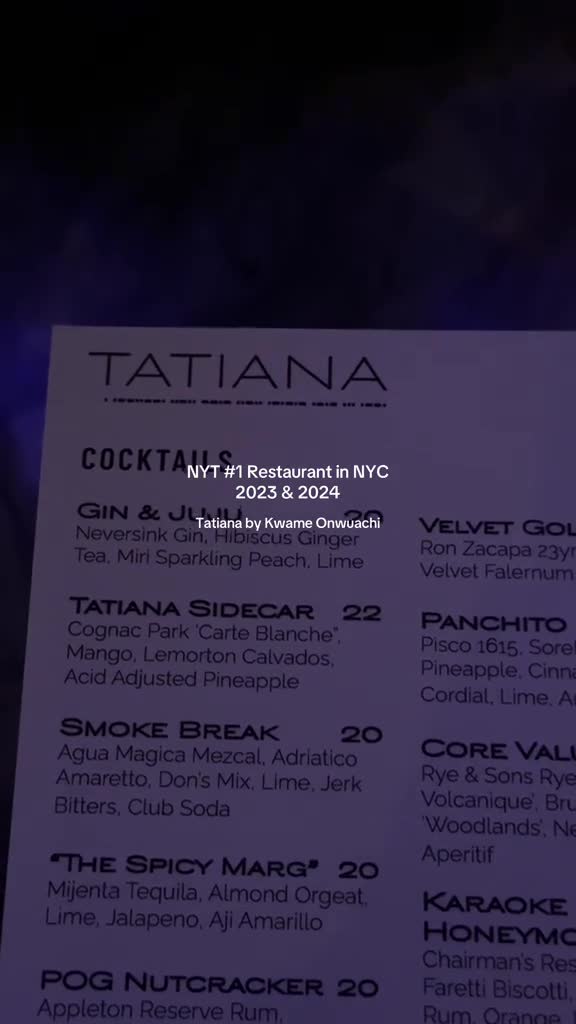 TATIANA
COCKTAILS
NYT #1 Restaurant in NYC
2023 & 2024
Tatiana by Kwame Onwuachi
GIN & JUJU 20
Neversink Gin, Hibiscus Ginger
Tea, Miri Sparkling Peach, Lime
TATIANA SIDECAR 22
Cognac Park 'Carte Blanche",
Mango, Lemorton Calvados,
Acid Adjusted Pineapple
SMOKE BREAK 20
Agua Magica Mezcal, Adriatico
Amaretto, Don's Mix, Lime, Jerk
Bitters, Club Soda
"THE SPICY MARG" 20
Mijenta Tequila, Almond Orgeat,
Lime, Jalapeno, Aji Amarillo
POG NUTCRACKER 20
Appleton Reserve Rum,
VELVET
Ron Zacapa 23yr
Velvet Falernum
PANCHITO
Pisco 1615,
Pineapple,
Cordial, Lime,
CORE
Rye & Sons Rye
Volcanique',
'Woodlands',
Aperitif
KARAOKE
Chairman's
Faretti Biscotti,
Rum, Orange,